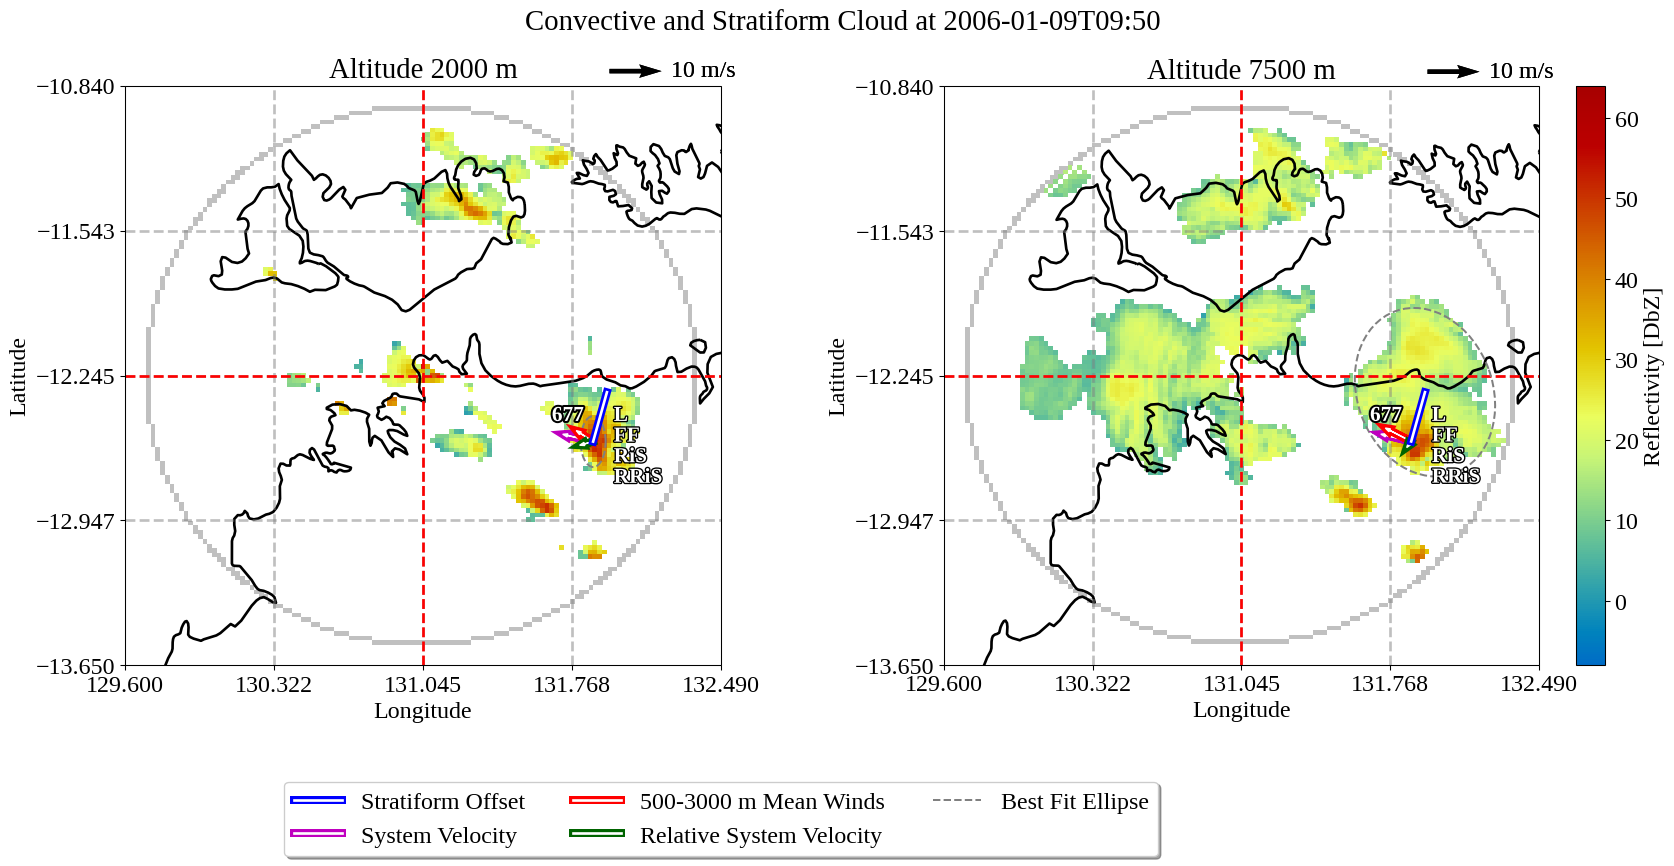 Convective and Stratiform Cloud at 2006-01-09T09:50
Altitude 2000 m
10 m/s
−10.840
−11.543
−12.245
−12.947
−13.650
129.600
130.322
131.045
131.768
132.490
Latitude
Longitude
677
L
FF
RiS
RRiS
Altitude 7500 m
10 m/s
−10.840
−11.543
−12.245
−12.947
−13.650
129.600
130.322
131.045
131.768
132.490
Latitude
Longitude
677
L
FF
RiS
RRiS
60
50
40
30
20
10
0
Reflectivity [DbZ]
Stratiform Offset
System Velocity
500-3000 m Mean Winds
Relative System Velocity
Best Fit Ellipse